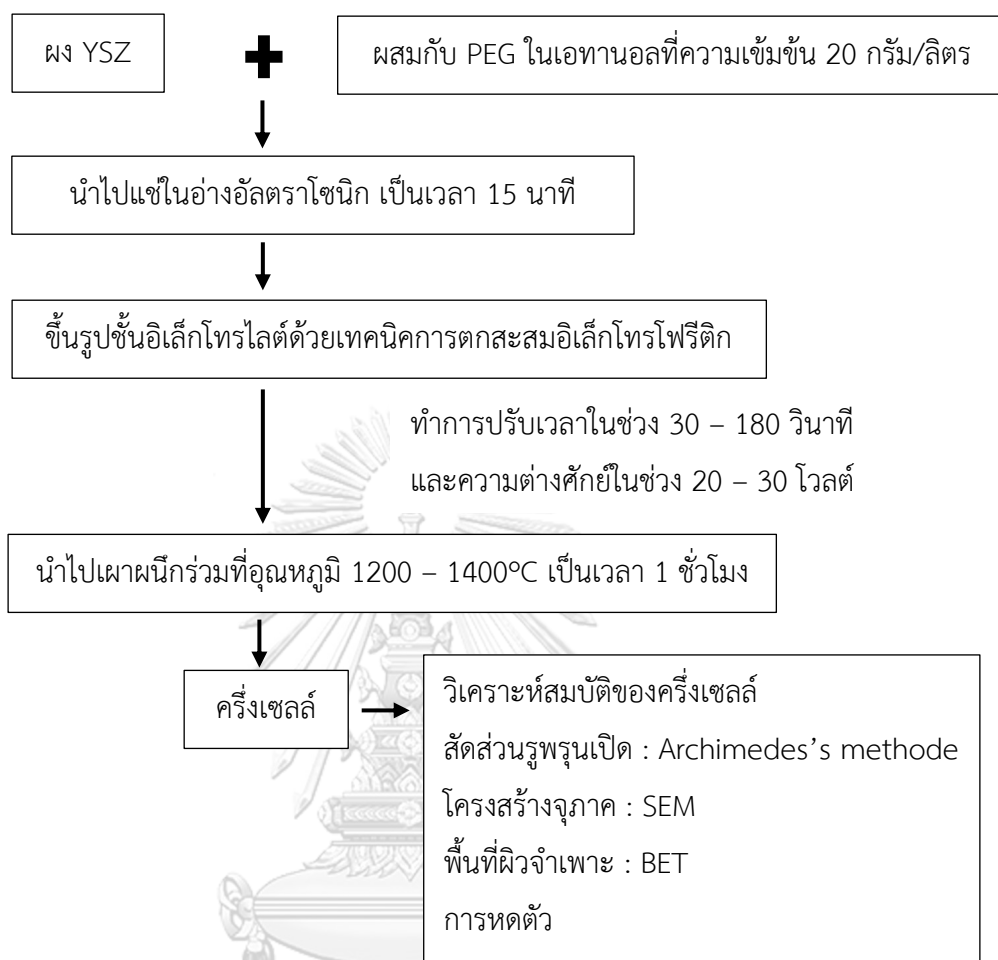 ผง YSZ
ผสมกับ PEG ในเอทานอลที่ความเข้มข้น 20 กรัม/ลิตร
นำไปแช่ในอ่างอัลตราโซนิก เป็นเวลา 15 นาที
ขึ้นรูปชั้นอิเล็กโทรไลต์ด้วยเทคนิคการตกสะสมอิเล็กโทรโฟรีติก
ทำการปรับเวลาในช่วง 30 – 180 วินาที
และความต่างศักย์ในช่วง 20 – 30 โวลต์
นำไปเผาผนึกร่วมที่อุณหภูมิ 1200 – 1400°C เป็นเวลา 1 ชั่วโมง
ครึ่งเซลล์
วิเคราะห์สมบัติของครึ่งเซลล์
สัดส่วนรูพรุนเปิด : Archimedes’s methode
โครงสร้างจุภาค : SEM
พื้นที่ผิวจำเพาะ : BET
การหดตัว